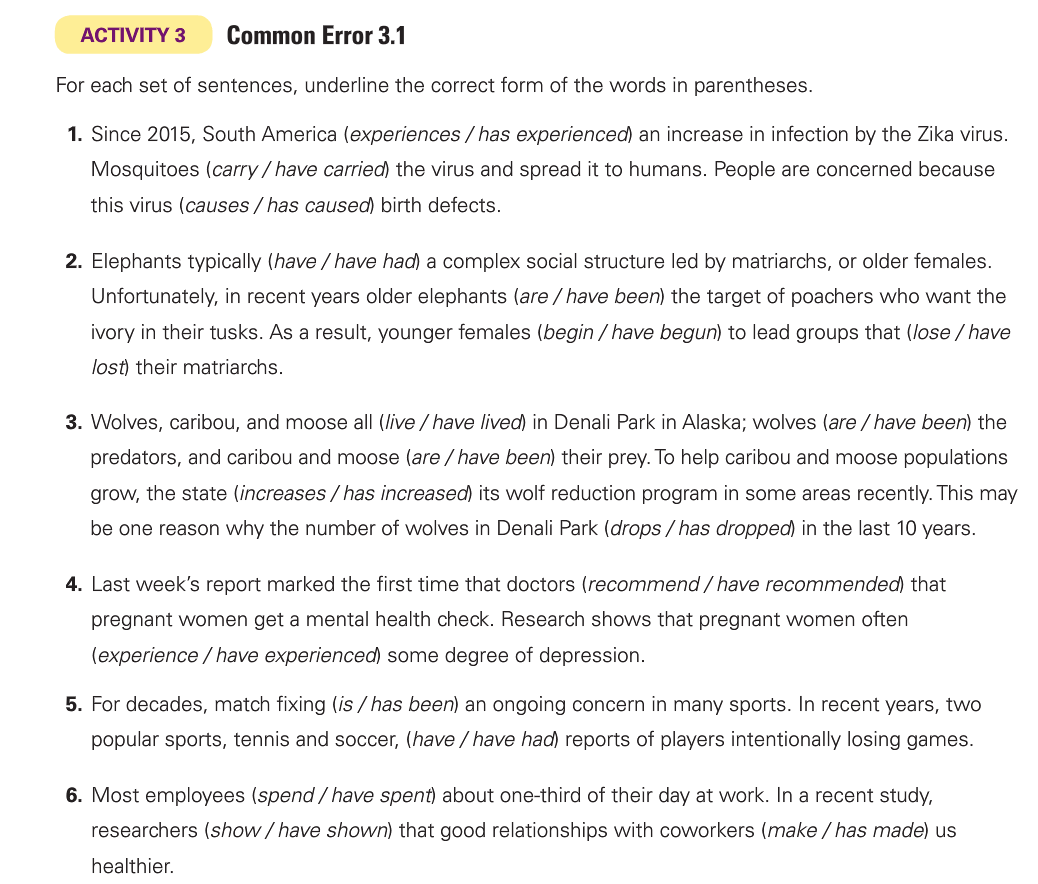 ACTIVITY 3 Common Error 3.1
For each set of sentences, underline the correct form of the words in parentheses.
1. Since 2015, South America (experiences / has experienced) an increase in infection by the Zika virus.
Mosquitoes (carry / have carried) the virus and spread it to humans. People are concerned because
this virus (causes / has caused) birth defects.
2. Elephants typically (have / have had) a complex social structure led by matriarchs, or older females.
Unfortunately, in recent years older elephants (are / have been) the target of poachers who want the
ivory in their tusks. As a result, younger females (begin / have begun) to lead groups that (lose / have
lost) their matriarchs.
3. Wolves, caribou, and moose all (live / have lived) in Denali Park in Alaska; wolves (are / have been) the
predators, and caribou and moose (are / have been) their prey. To help caribou and moose populations
grow, the state (increases / has increased) its wolf reduction program in some areas recently. This may
be one reason why the number of wolves in Denali Park (drops / has dropped) in the last 10 years.
4. Last week's report marked the first time that doctors (recommend / have recommended) that
pregnant women get a mental health check. Research shows that pregnant women often
(experience / have experienced) some degree of depression.
5. For decades, match fixing (is / has been) an ongoing concern in many sports. In recent years, two
popular sports, tennis and soccer, (have / have had) reports of players intentionally losing games.
6. Most employees (spend / have spent) about one-third of their day at work. In a recent study,
researchers (show / have shown) that good relationships with coworkers (make / has made) us
healthier.